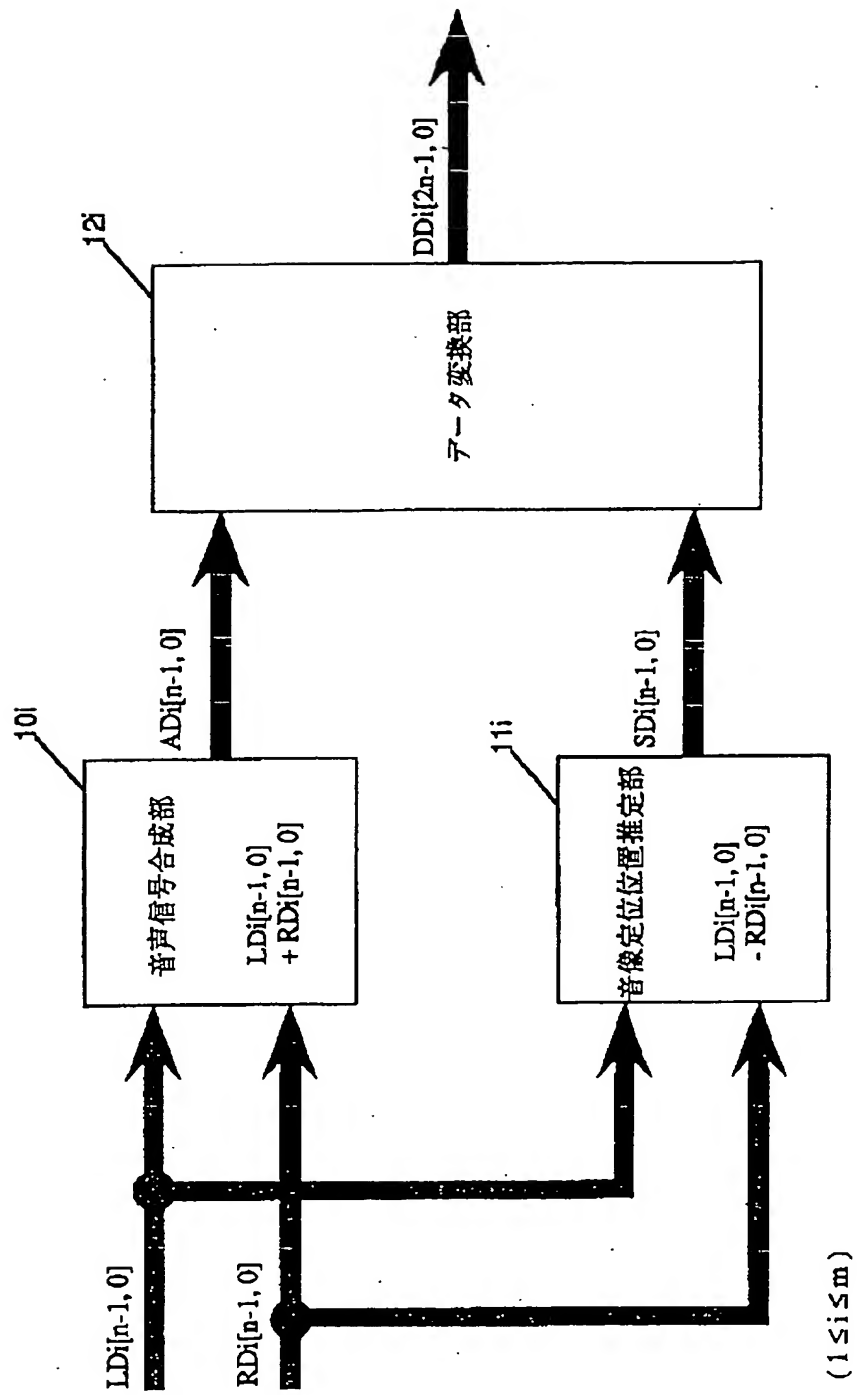 LDi[n-1, 0]
RDi[n-1, 0]
10i
音声信号合成部
LDi[n-1, 0]
+ RDi[n-1, 0]
ADi[n-1, 0]
11i
音像定位位置推定部
LDi[n-1, 0]
- RDi[n-1, 0]
SDi[n-1, 0]
12i
データ変換部
DDi[2n-1, 0]
(1≤i≤m)